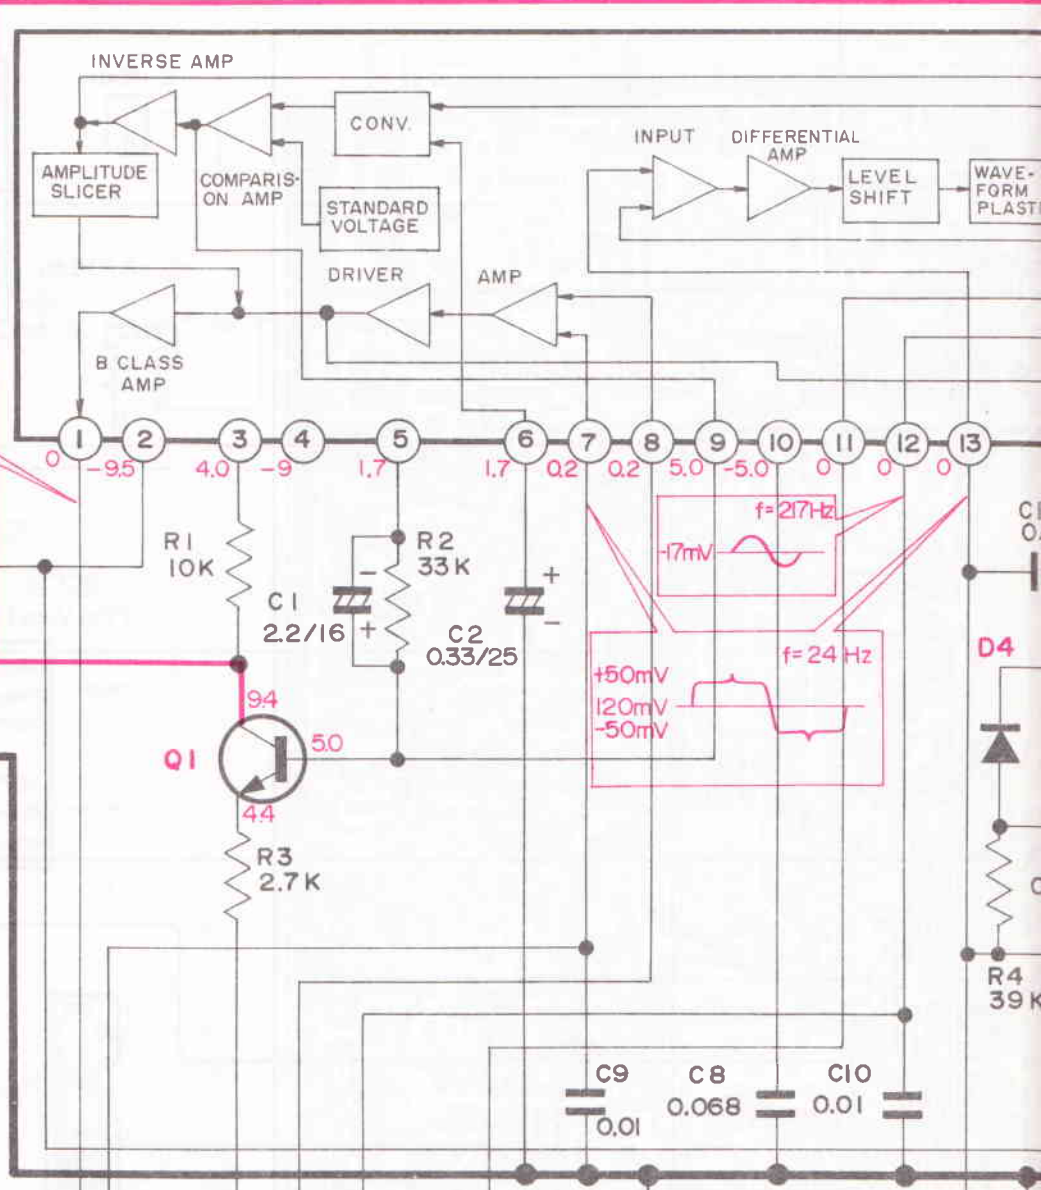 INVERSE AMP
CONV.
INPUT
DIFFERENTIAL
AMP
AMPLITUDE
SLICER
COMPARIS-
ON AMP
STANDARD
VOLTAGE
LEVEL
SHIFT
WAVE-
FORM
DRIVER
AMP
B CLASS
AMP
1 2 3 4 5 6 7 8 9 10 11 12 13
0 -9.5 4.0 -9 1.7 1.7 0.2 0.2 5.0 -5.0 0 0 0
f=217Hz
-17mV
R1
10K
R2
33K
C1
2.2/16
C2
0.33/25
f=24 Hz
+50mV
120mV
-50mV
D4
9.4
Q1
5.0
4.4
R3
2.7K
R4
39K
C9
0.01
C8
0.068
C10
0.01